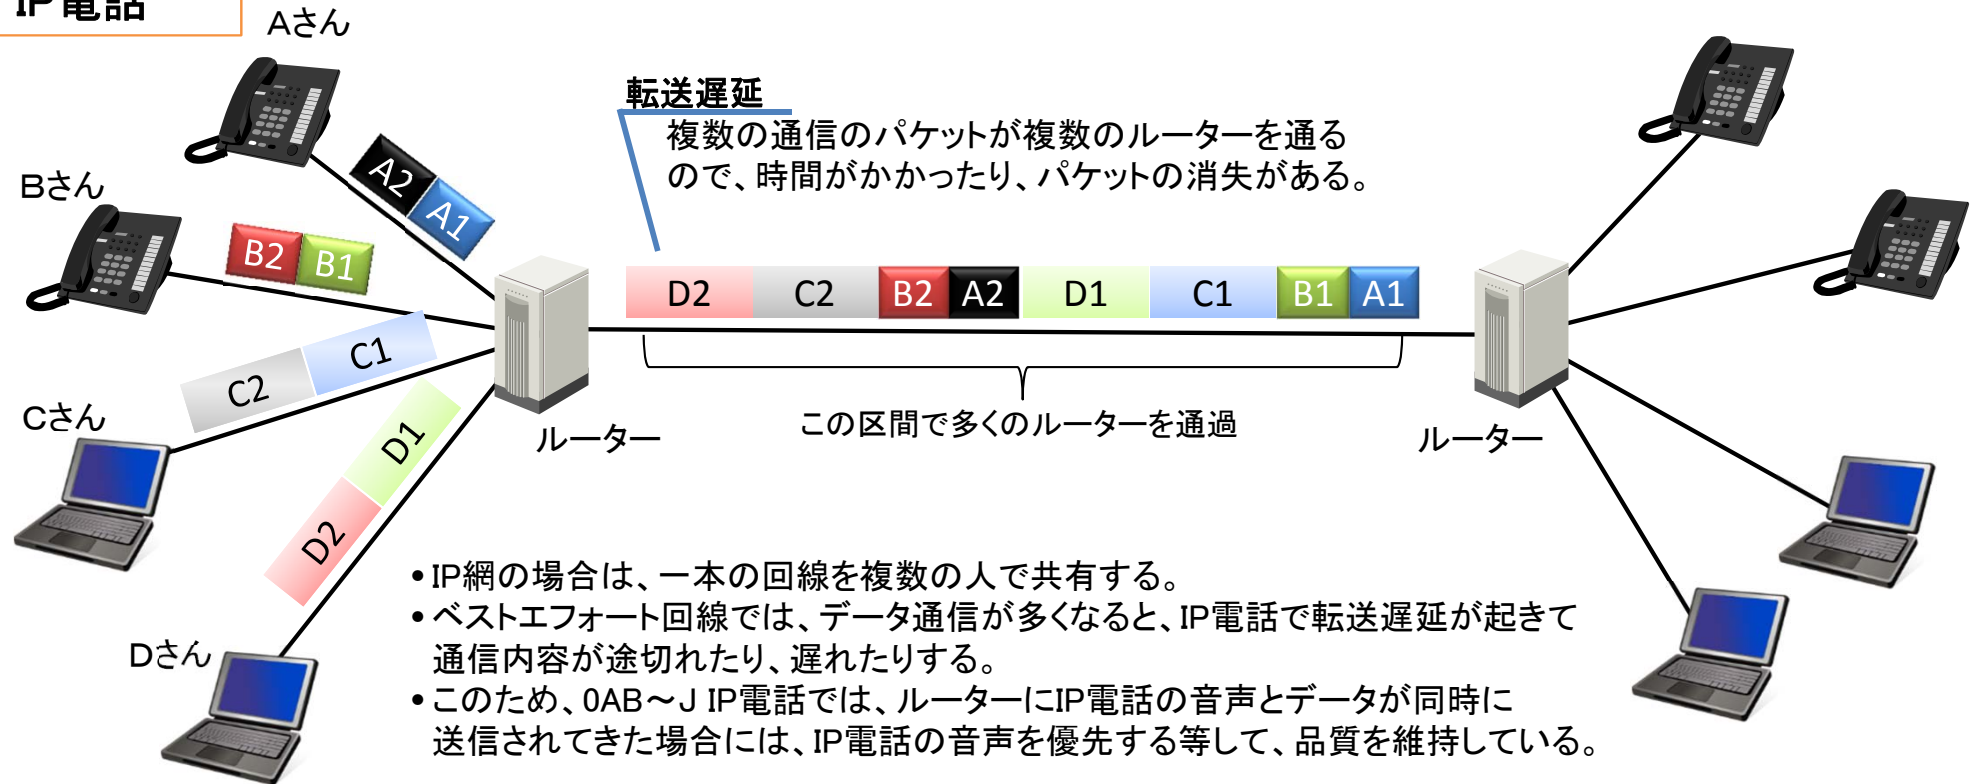 IP電話
Aさん
転送遅延
複数の通信のパケットが複数のルーターを通る
ので、時間がかかったり、パケットの消失がある。
A2 A1
Bさん
B2 B1
D2 C2 B2 A2 D1 C1 B1 A1
C2 C1
Cさん
D1
D2
ルーター
この区間で多くのルーターを通過
ルーター
Dさん
•IP網の場合は、一本の回線を複数の人で共有する。
•ベストエフォート回線では、データ通信が多くなると、IP電話で転送遅延が起きて
通信内容が途切れたり、遅れたりする。
•このため、0AB～J IP電話では、ルーターにIP電話の音声とデータが同時に
送信されてきた場合には、IP電話の音声を優先する等して、品質を維持している。